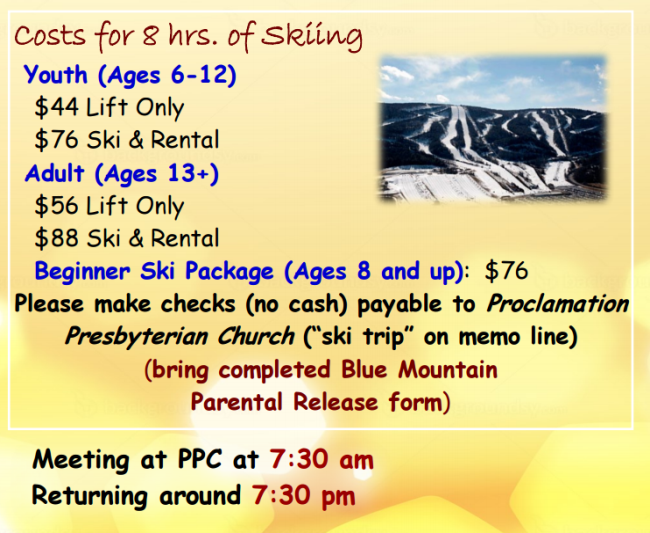 Costs for 8 hrs. of Skiing
Youth (Ages 6-12)
$44 Lift Only
$76 Ski & Rental
Adult (Ages 13+)
$56 Lift Only
$88 Ski & Rental
Beginner Ski Package (Ages 8 and up): $76
Please make checks (no cash) payable to Proclamation
Presbyterian Church (“ski trip” on memo line)
(bring completed Blue Mountain
Parental Release form)
Meeting at PPC at 7:30 am
Returning around 7:30 pm